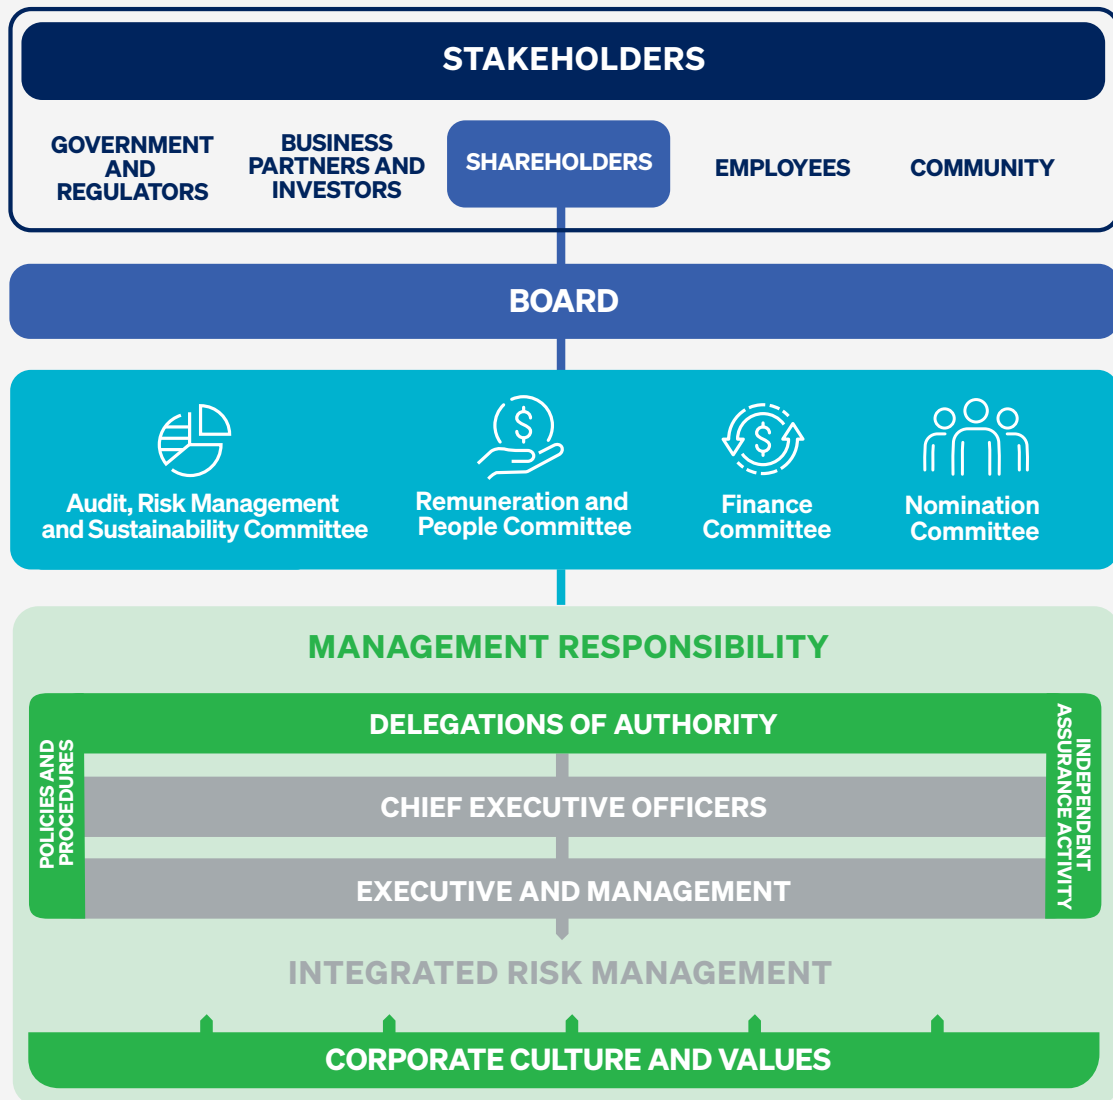 STAKEHOLDERS
GOVERNMENT
AND
REGULATORS
BUSINESS
PARTNERS AND
INVESTORS
SHAREHOLDERS
EMPLOYEES
COMMUNITY
BOARD
$
$
Audit, Risk Management
and Sustainability Committee
Remuneration and
People Committee
Finance
Committee
Nomination
Committee
MANAGEMENT RESPONSIBILITY
POLICIES AND
PROCEDURES
DELEGATIONS OF AUTHORITY
CHIEF EXECUTIVE OFFICERS
EXECUTIVE AND MANAGEMENT
INDEPENDENT
ASSURANCE ACTIVITY
INTEGRATED RISK MANAGEMENT
CORPORATE CULTURE AND VALUES